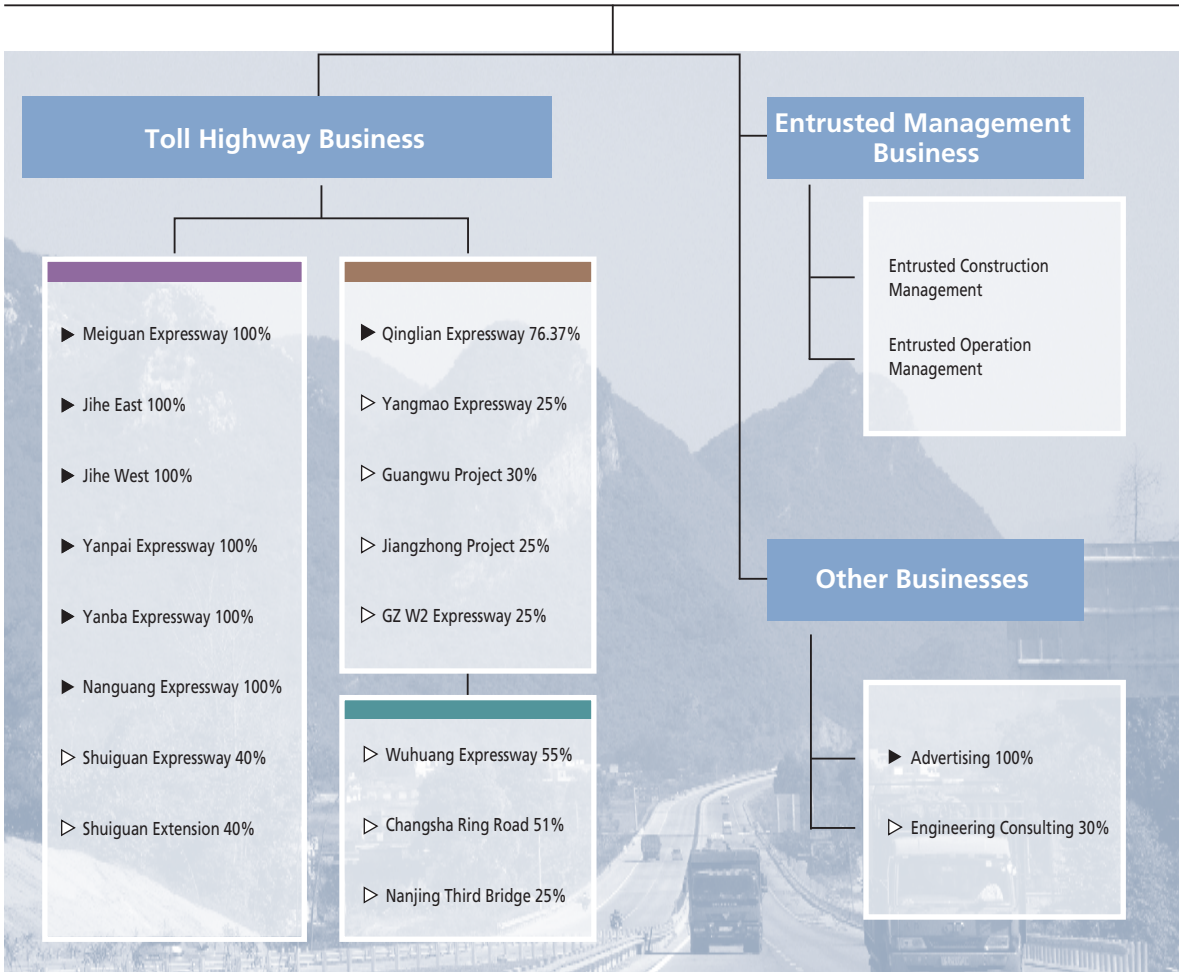 Toll Highway Business
Meiguan Expressway 100%
Jihe East 100%
Jihe West 100%
Yanpai Expressway 100%
Yanba Expressway 100%
Nanguang Expressway 100%
Shuiguan Expressway 40%
Shuiguan Extension 40%
Qinglian Expressway 76.37%
Yangmao Expressway 25%
Guangwu Project 30%
Jiangzhong Project 25%
GZ W2 Expressway 25%
Wuhuang Expressway 55%
Changsha Ring Road 51%
Nanjing Third Bridge 25%
Entrusted Management
Business
Entrusted Construction
Management
Entrusted Operation
Management
Other Businesses
Advertising 100%
Engineering Consulting 30%